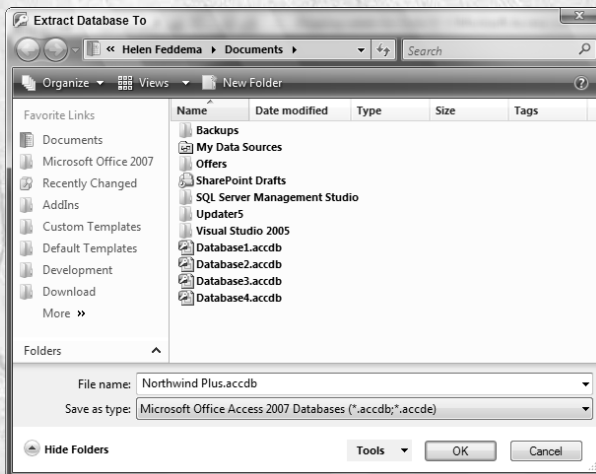 Extract Database To
« Helen Feddema ▸ Documents ▸
Search
Organize Views New Folder
Favorite Links
Documents
Microsoft Office 2007
Recently Changed
AddIns
Custom Templates
Default Templates
Development
Download
More »
Folders
Name Date modified Type Size Tags
Backups
My Data Sources
Offers
SharePoint Drafts
SQL Server Management Studio
Updater5
Visual Studio 2005
Database1.accdb
Database2.accdb
Database3.accdb
Database4.accdb
File name: Northwind Plus.accdb
Save as type: Microsoft Office Access 2007 Databases (*.accdb;*.accde)
Hide Folders Tools OK Cancel